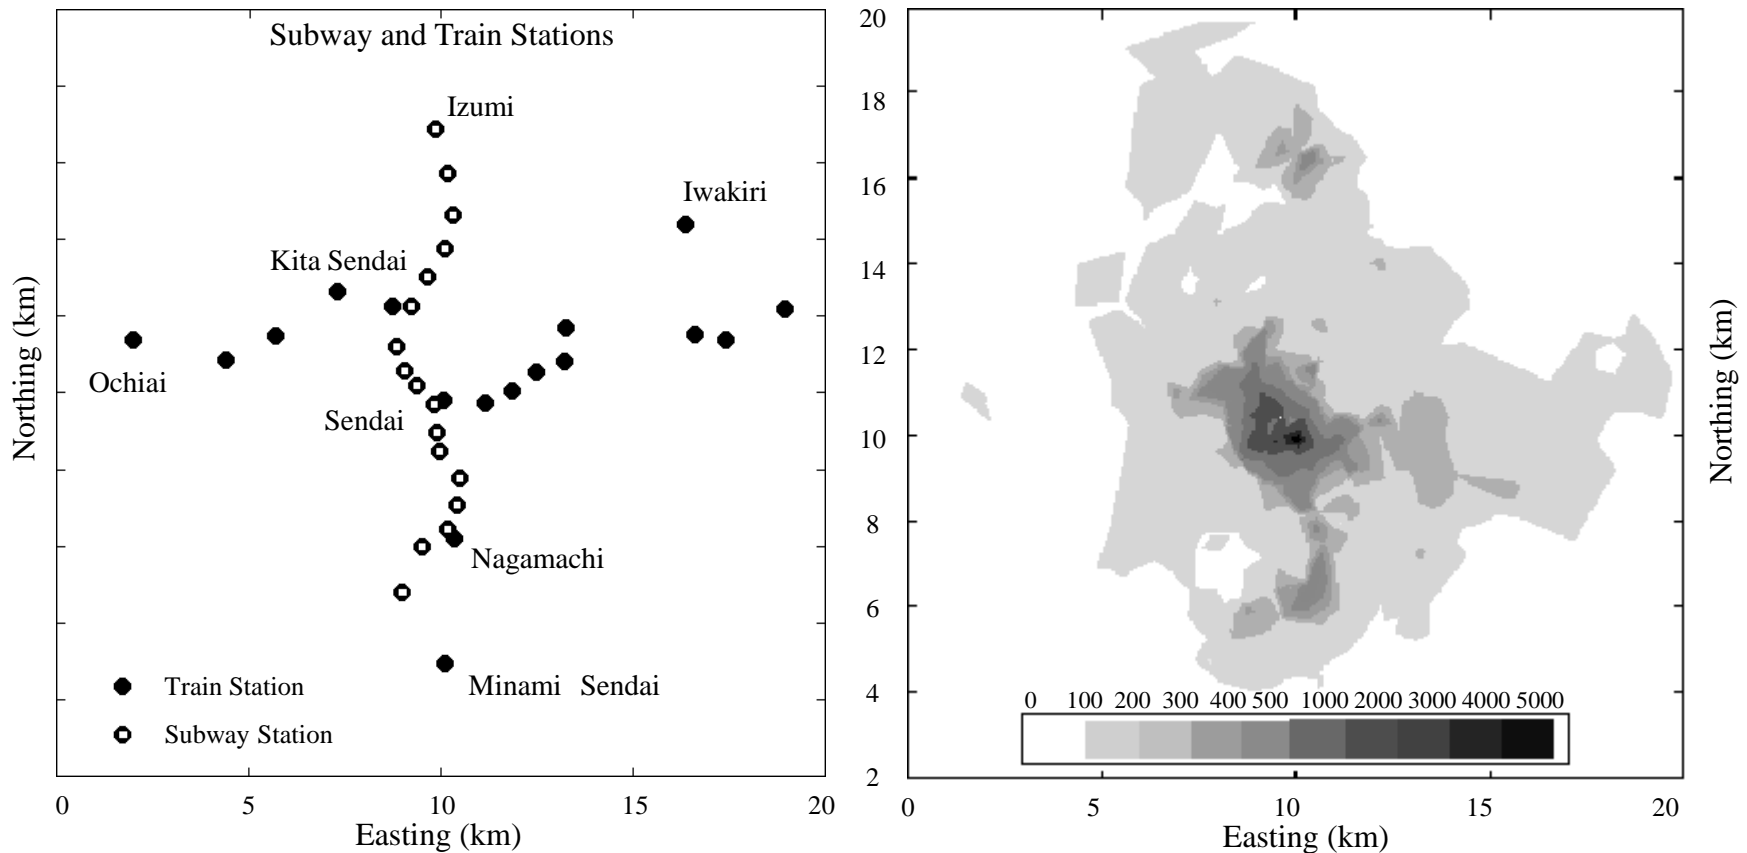 Subway and Train Stations
Izumi
Iwakiri
Kita Sendai
Ochiai
Sendai
Nagamachi
Minami Sendai
Train Station
Subway Station
Northing (km)
0 5 10 15 20
Easting (km)
20
18
16
14
12
10
8
6
4
2
0 100 200 300 400 500 1000 2000 3000 4000 5000
0 5 10 15 20
Easting (km)
Northing (km)